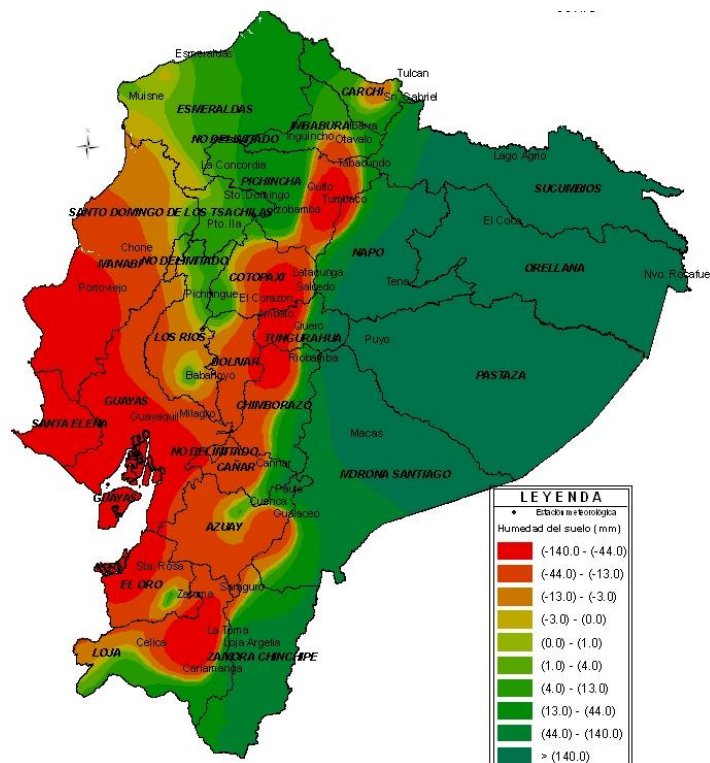 Tulcan
Esmeraldas
CARCHI
Sn. Gabriel
Muisne
ESMERALDAS
IMBABURA
Ibarra
NO DELIMITADO
Inguincho
Otavalo
La Concordia
Tabacundo
Lago Agrio
PICHINCHA
Quito
SUCUMBIOS
Sto. Domingo
Tumbaco
SANTO DOMINGO DE LOS TSACHILAS
Izobamba
Pto. Ila
El Coca
Chone
NAPO
MANABI
NO DELIMITADO
COTOPAXI
Latacunga
ORELLANA
Nvo. Rocafue
Portoviejo
Pichilingue
El Corazon
Salcedo
Tena
Ambato
Quero
LOS RIOS
TUNGURAHUA
Puyo
BOLIVAR
Riobamba
PASTAZA
Babahoyo
GUAYAS
CHIMBORAZO
SANTA ELENA
Guayaquil
Milagro
Macas
NO DELIMITADO
CAÑAR
Cañar
MORONA SANTIAGO
GUAYAS
Paute
Cuenca
Gualaceo
AZUAY
Sta. Rosa
EL ORO
Zaruma
Saraguro
La Toma
LOJA
Celica
Loja Argelia
ZAMORA CHINCHIPE
Cariamanga
LEYENDA
Estación meteorológica
Humedad del suelo (mm)
(-140.0 - (-44.0)
(-44.0) - (-13.0)
(-13.0) - (-3.0)
(-3.0) - (0.0)
(0.0) - (1.0)
(1.0) - (4.0)
(4.0) - (13.0)
(13.0) - (44.0)
(44.0) - (140.0)
> (140.0)